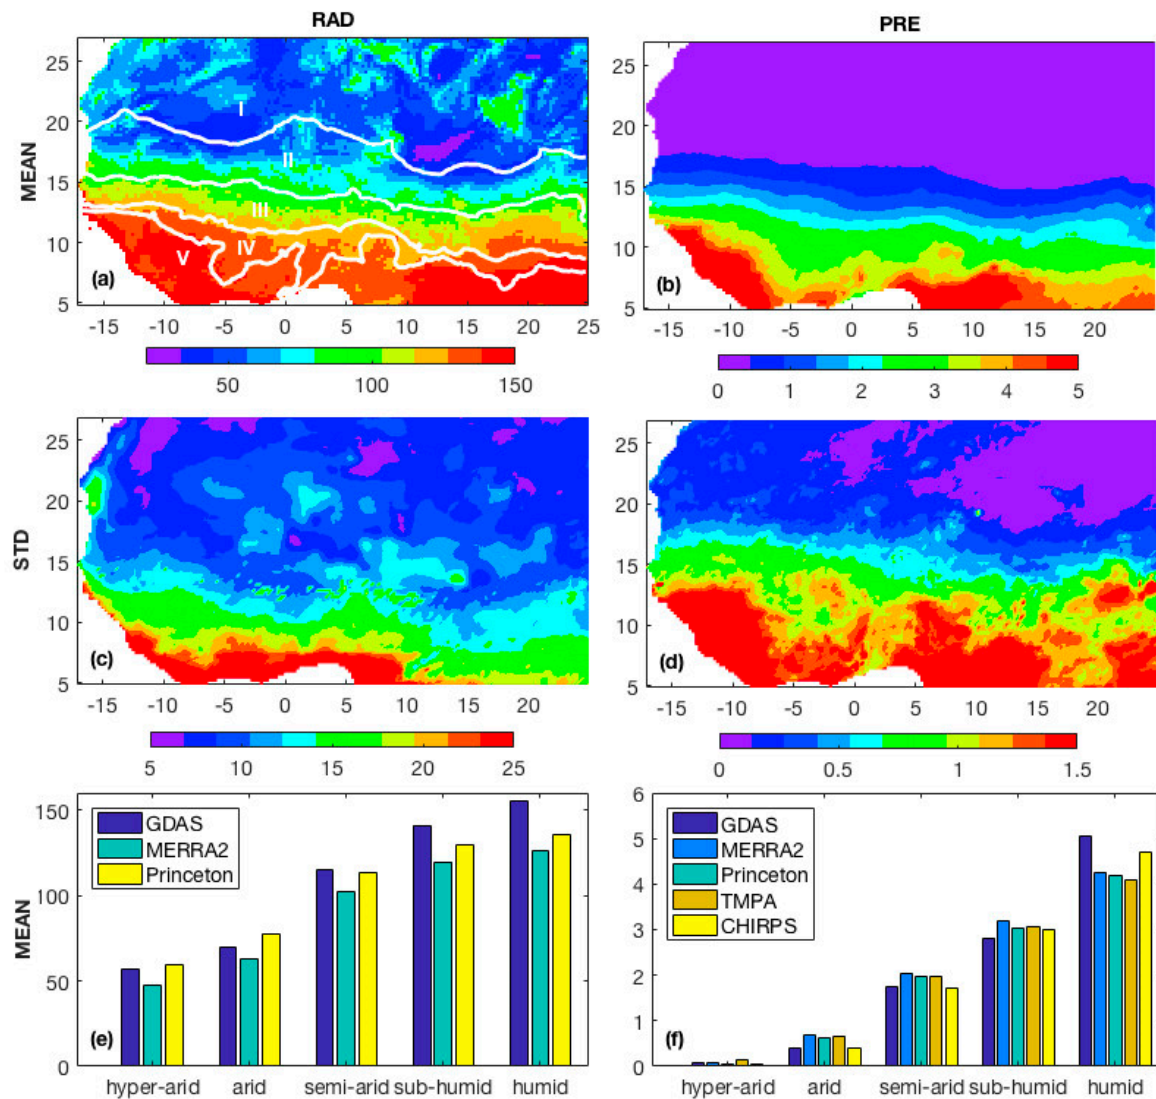 RAD
PRE
MEAN
25
20
15
10
5
I
II
III
IV
V
(a)
-15 -10 -5 0 5 10 15 20 25
50 100 150
25
20
15
10
5
(b)
-15 -10 -5 0 5 10 15 20
0 1 2 3 4 5
STD
25
20
15
10
5
(c)
-15 -10 -5 0 5 10 15 20 25
5 10 15 20 25
25
20
15
10
5
(d)
-15 -10 -5 0 5 10 15 20
0 0.5 1 1.5
MEAN
150
100
50
0
GDAS
MERRA2
Princeton
(e)
hyper-arid arid semi-arid sub-humid humid
6
5
4
3
2
1
0
GDAS
MERRA2
Princeton
TMPA
CHIRPS
(f)
hyper-arid arid semi-arid sub-humid humid